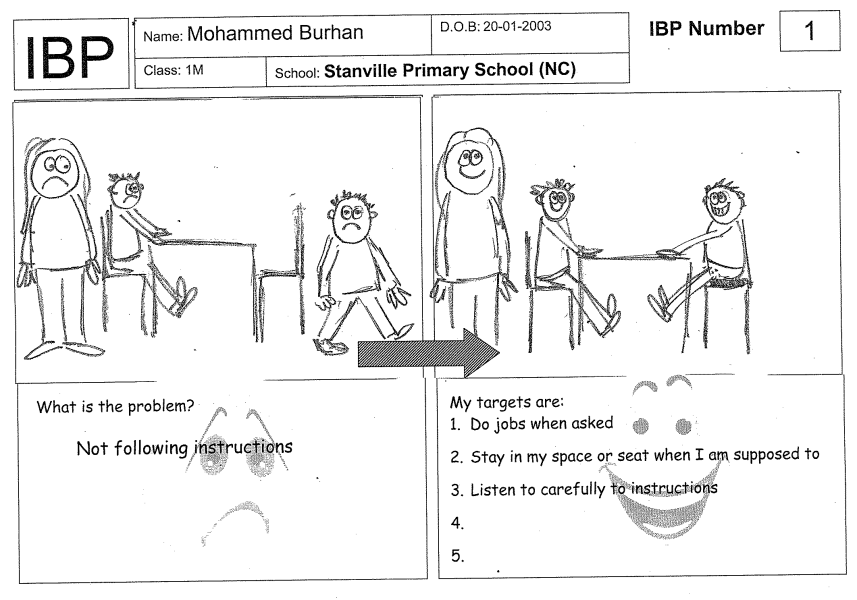 IBP
Name: Mohammed Burhan
D.O.B: 20-01-2003
IBP Number
1
Class: 1M
School: Stanville Primary School (NC)
What is the problem?
Not following instructions
My targets are:
1. Do jobs when asked
2. Stay in my space or seat when I am supposed to
3. Listen to carefully to instructions
4.
5.